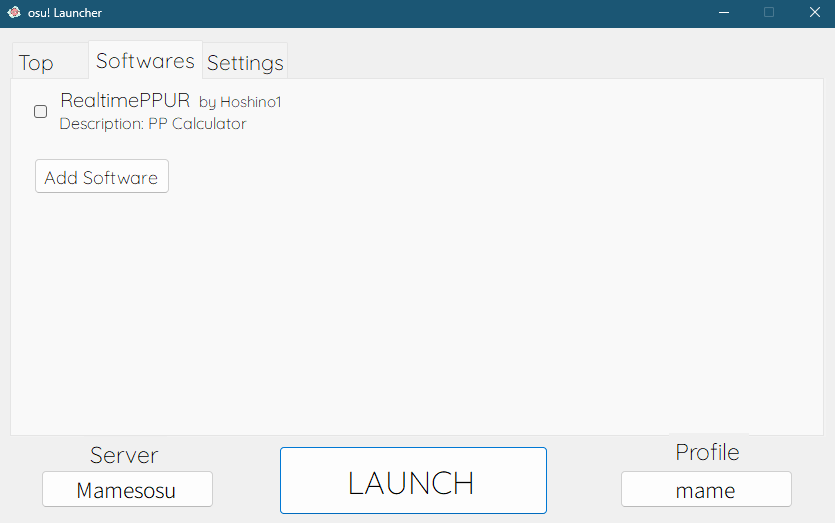 osu! Launcher
Top Softwares Settings
RealtimePPUR by Hoshino1
Description: PP Calculator
Add Software
Server
Mamesosu
LAUNCH
Profile
mame